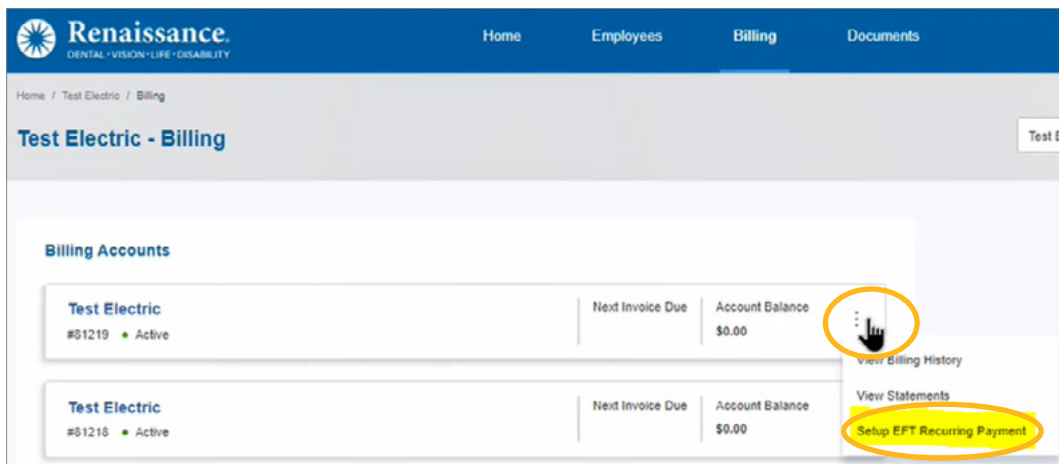 Renaissance.
DENTAL • VISION • LIFE • DISABILITY
Home Employees Billing Documents
Home / Test Electric / Billing
Test Electric - Billing
Test E
Billing Accounts
Test Electric Next Invoice Due Account Balance
#81219 • Active $0.00
View Billing History
View Statements
Setup EFT Recurring Payment
Test Electric Next Invoice Due Account Balance
#81218 • Active $0.00